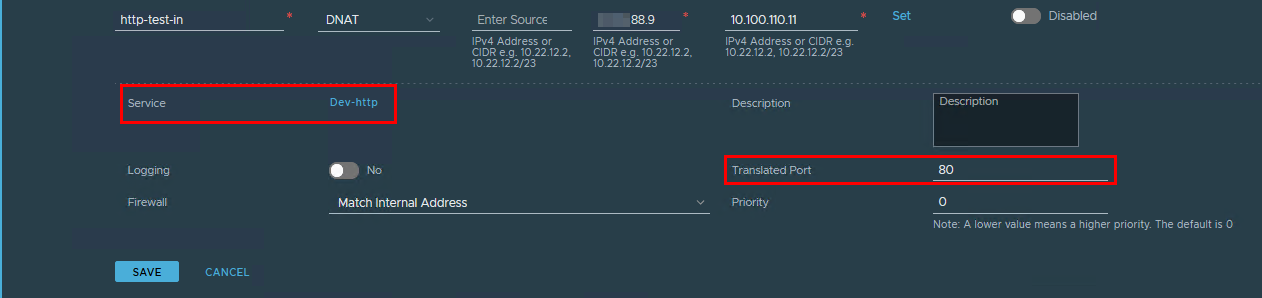 http-test-in * DNAT Enter Source 88.9 * 10.100.110.11 * Set Disabled
IPv4 Address or CIDR e.g. 10.22.12.2, 10.22.12.2/23
IPv4 Address or CIDR e.g. 10.22.12.2, 10.22.12.2/23
IPv4 Address or CIDR e.g. 10.22.12.2, 10.22.12.2/23
Service Dev-http Description Description
Logging No Translated Port 80
Firewall Match Internal Address Priority 0
Note: A lower value means a higher priority. The default is 0
SAVE CANCEL